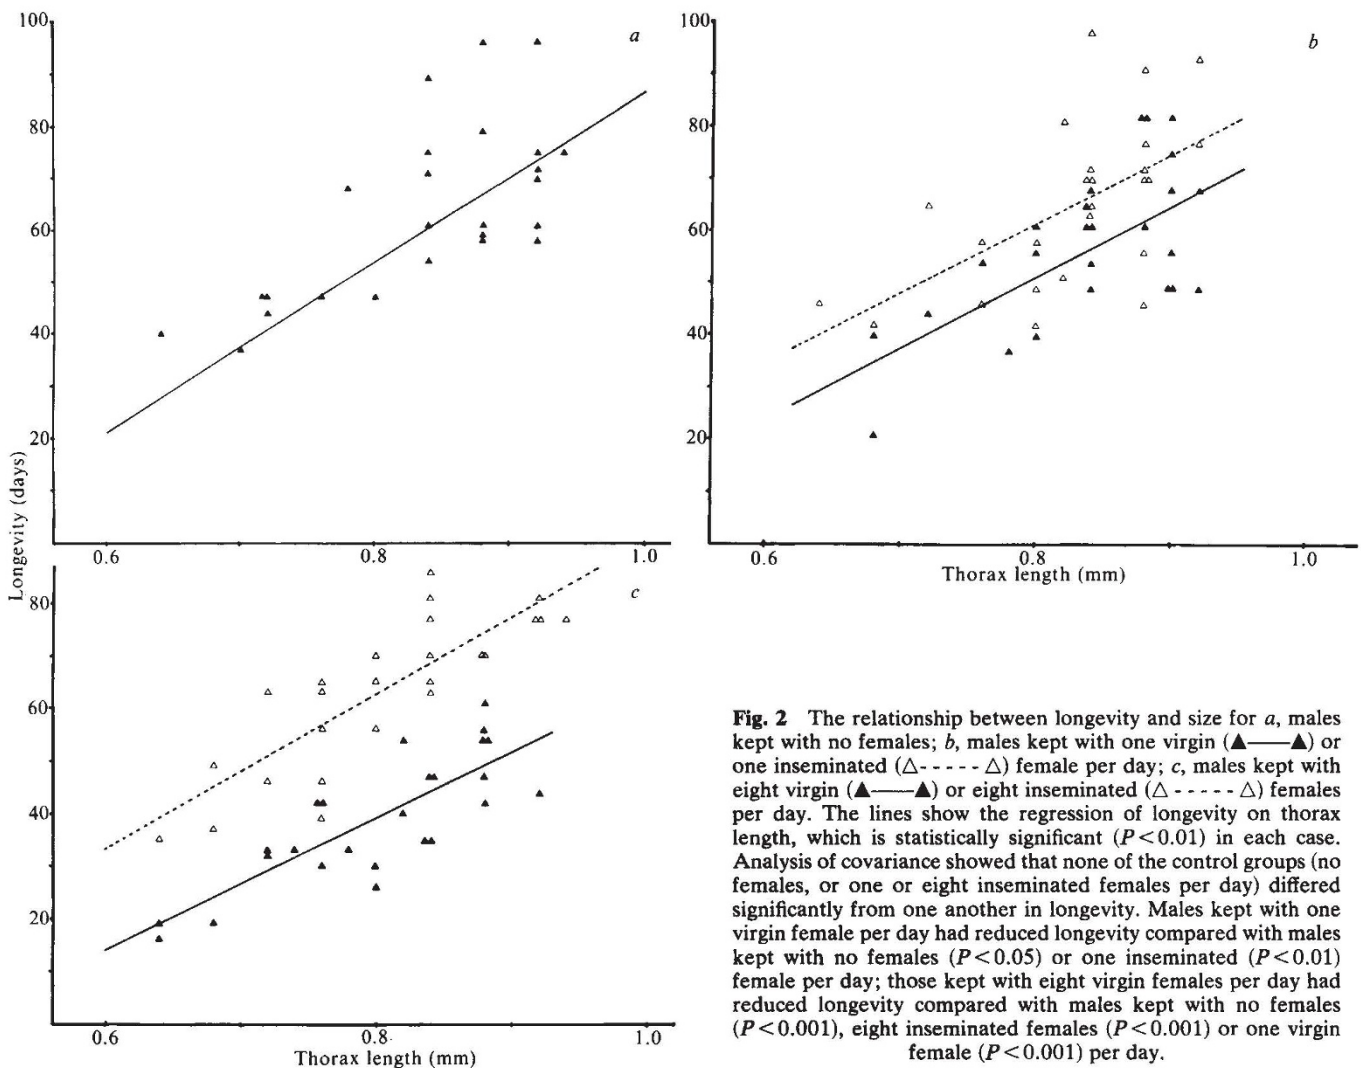 100
a
80
60
40
20
0.6
0.8
1.0
Longevity (days)
100
b
80
60
40
20
0.6
0.8
1.0
Thorax length (mm)
c
80
60
40
20
0.6
0.8
1.0
Thorax length (mm)
Fig. 2 The relationship between longevity and size for a, males
kept with no females; b, males kept with one virgin (▲——▲) or
one inseminated (△-----△) female per day; c, males kept with
eight virgin (▲——▲) or eight inseminated (△-----△) females
per day. The lines show the regression of longevity on thorax
length, which is statistically significant (P<0.01) in each case.
Analysis of covariance showed that none of the control groups (no
females, or one or eight inseminated females per day) differed
significantly from one another in longevity. Males kept with one
virgin female per day had reduced longevity compared with males
kept with no females (P<0.05) or one inseminated (P<0.01)
female per day; those kept with eight virgin females per day had
reduced longevity compared with males kept with no females
(P<0.001), eight inseminated females (P<0.001) or one virgin
female (P<0.001) per day.